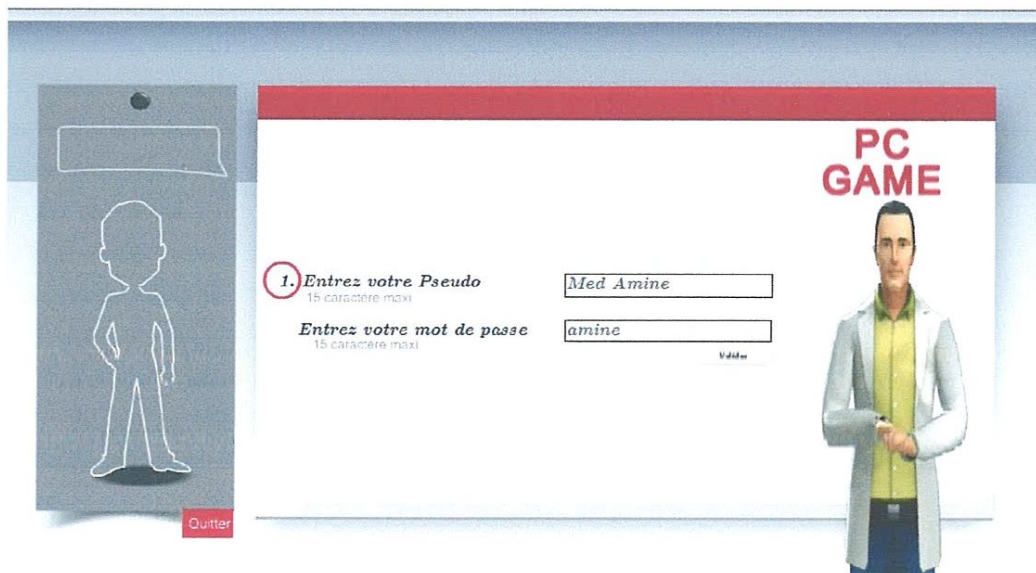 PC
GAME
1. Entrez votre Pseudo
15 caractère maxi
Med Amine
Entrez votre mot de passe
15 caractère maxi
amine
Valider
Quitter